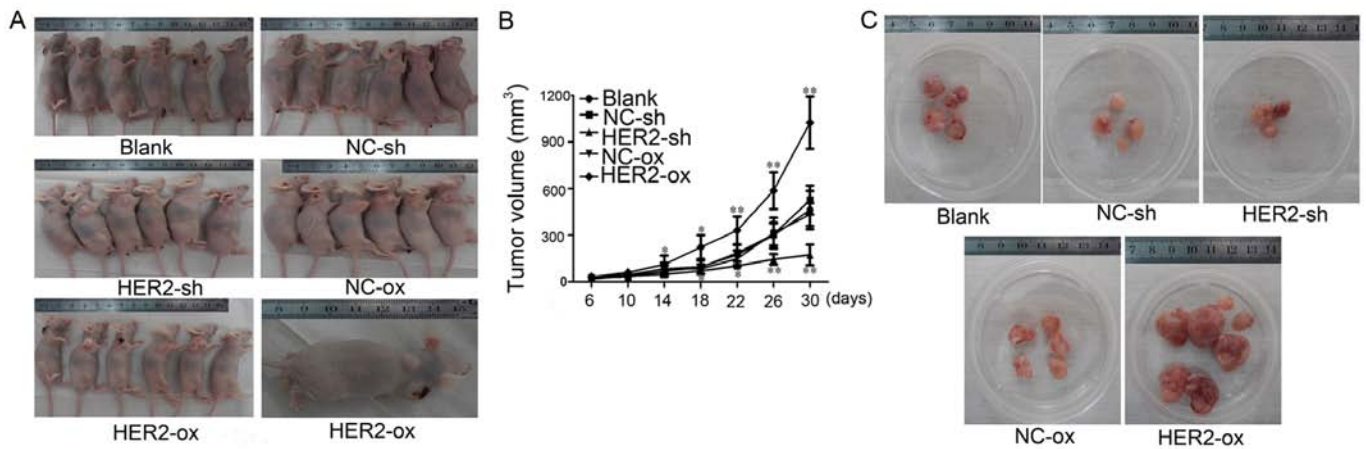 A
Blank
NC-sh
HER2-sh
NC-ox
HER2-ox
HER2-ox
B
Tumor volume (mm³)
1200
900
600
300
0
Blank
NC-sh
HER2-sh
NC-ox
HER2-ox
*
*
**
**
**
*
*
**
**
6 10 14 18 22 26 30 (days)
C
Blank
NC-sh
HER2-sh
NC-ox
HER2-ox